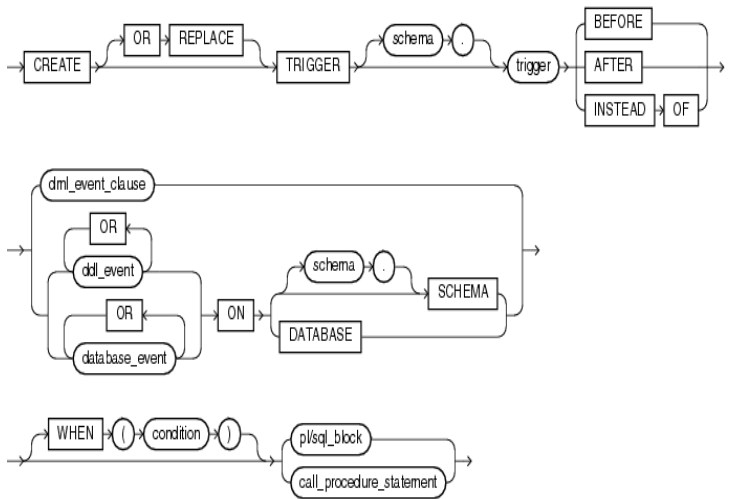 OR REPLACE schema . BEFORE
CREATE TRIGGER trigger AFTER
INSTEAD OF
dml_event_clause
OR
ddl_event schema .
SCHEMA
OR ON
DATABASE
database_event
WHEN ( condition ) pl/sql_block
call_procedure_statement